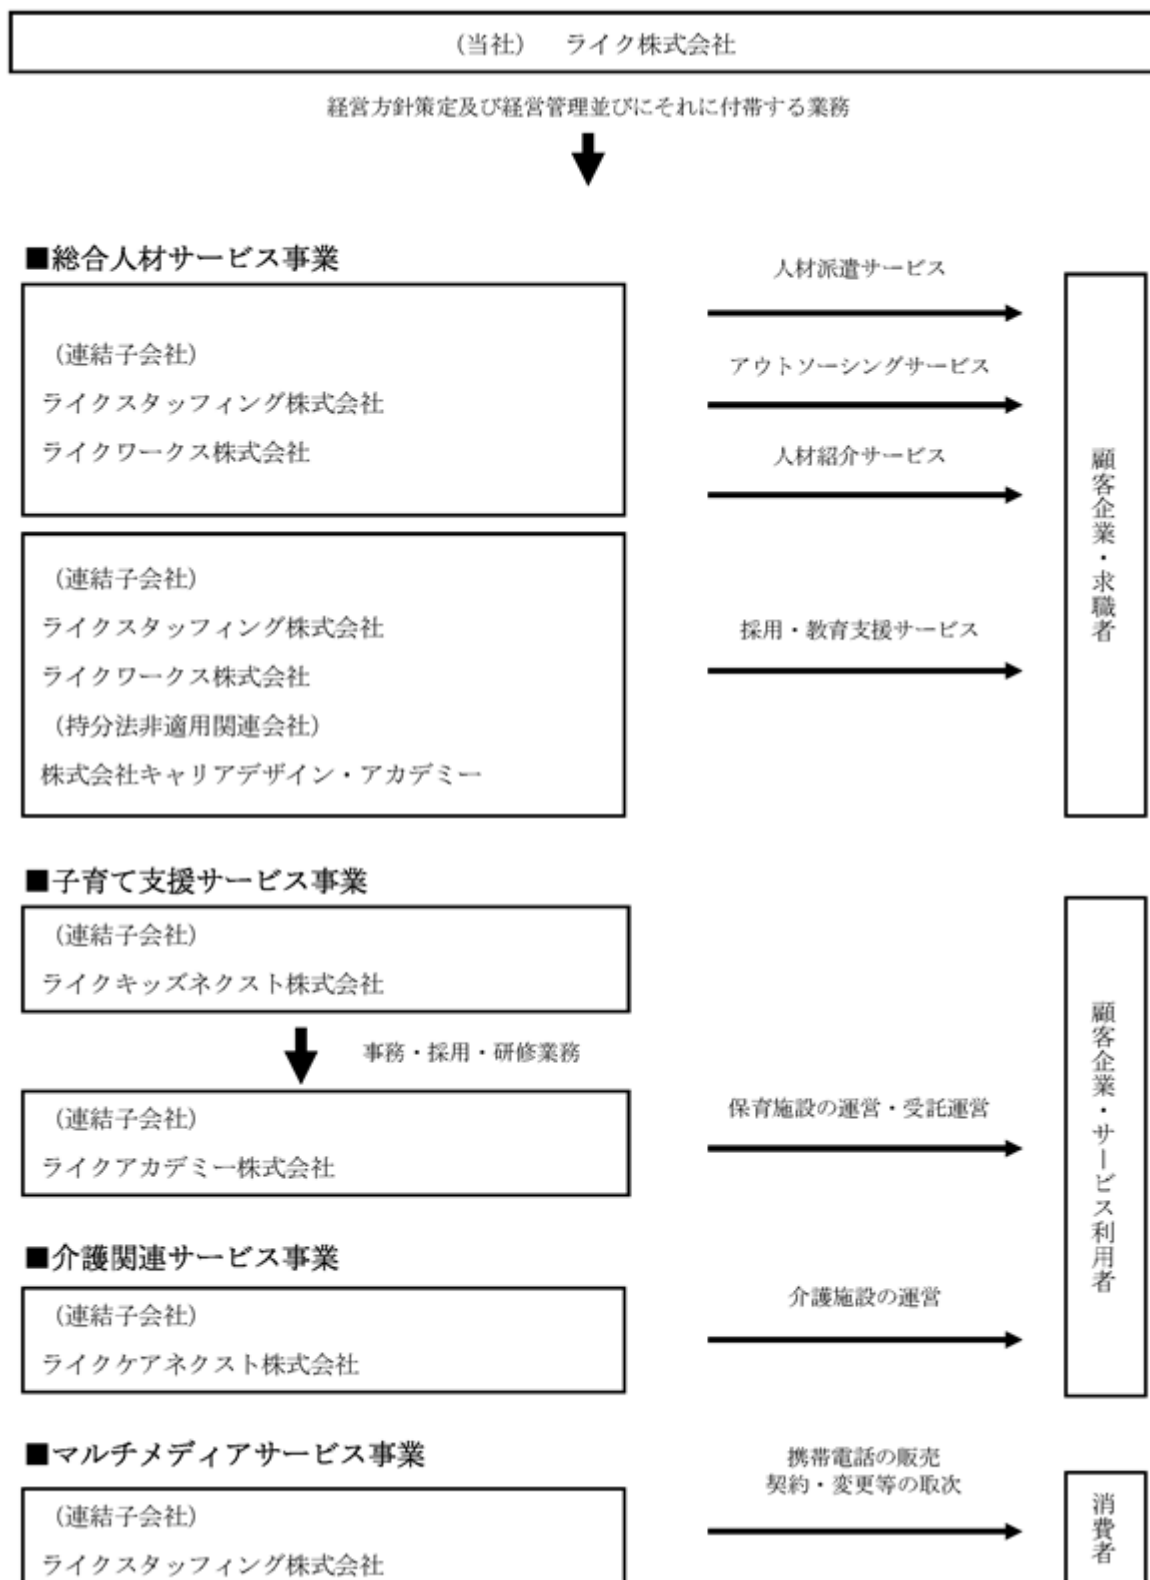 (当社) ライク株式会社
経営方針策定及び経営管理並びにそれに付帯する業務
■総合人材サービス事業
(連結子会社)
ライクスタッフィング株式会社
ライクワークス株式会社
人材派遣サービス
アウトソーシングサービス
人材紹介サービス
(連結子会社)
ライクスタッフィング株式会社
ライクワークス株式会社
(持分法非適用関連会社)
株式会社キャリアデザイン・アカデミー
採用・教育支援サービス
顧客企業・求職者
■子育て支援サービス事業
(連結子会社)
ライクキッズネクスト株式会社
事務・採用・研修業務
(連結子会社)
ライクアカデミー株式会社
保育施設の運営・受託運営
■介護関連サービス事業
(連結子会社)
ライクケアネクスト株式会社
介護施設の運営
顧客企業・サービス利用者
■マルチメディアサービス事業
(連結子会社)
ライクスタッフィング株式会社
携帯電話の販売
契約・変更等の取次
消費者